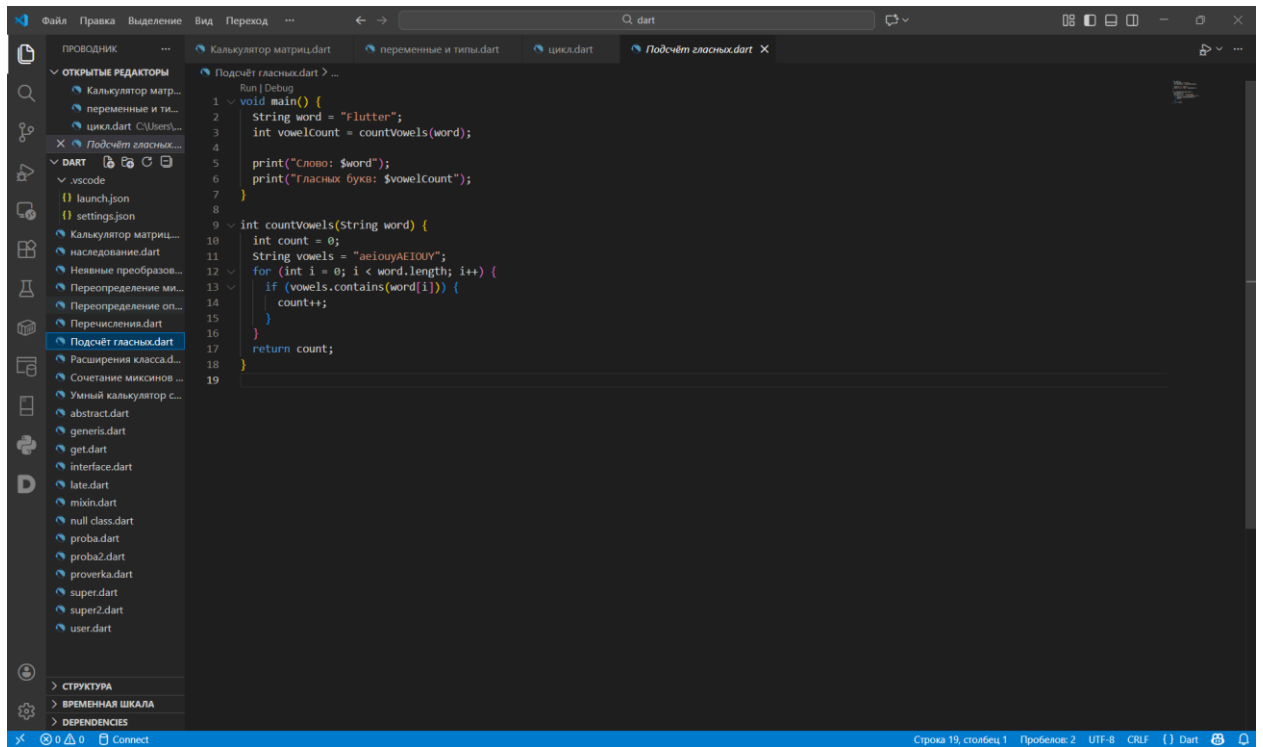 Файл Правка Выделение Вид Переход ···
dart
ПРОВОДНИК ···
Калькулятор матриц.dart переменные и типы.dart цикл.dart Подсчёт гласных.dart
ОТКРЫТЫЕ РЕДАКТОРЫ
Калькулятор матр...
переменные и ти...
цикл.dart C:\Users\...
Подсчёт гласных....
DART
.vscode
{} launch.json
{} settings.json
Калькулятор матриц....
наследование.dart
Неявные преобразов...
Переопределение ми...
Переопределение оп...
Перечисления.dart
Подсчёт гласных.dart
Расширения класса.d...
Сочетание миксинов ...
Умный калькулятор с...
abstract.dart
generis.dart
get.dart
interface.dart
late.dart
mixin.dart
null class.dart
proba.dart
proba2.dart
proverka.dart
super.dart
super2.dart
user.dart
СТРУКТУРА
ВРЕМЕННАЯ ШКАЛА
DEPENDENCIES
Подсчёт гласных.dart > ...
Run | Debug
1 void main() {
2 String word = "Flutter";
3 int vowelCount = countVowels(word);
4
5 print("Слово: $word");
6 print("Гласных букв: $vowelCount");
7 }
8
9 int countVowels(String word) {
10 int count = 0;
11 String vowels = "aeiouyAEIOUY";
12 for (int i = 0; i < word.length; i++) {
13 if (vowels.contains(word[i])) {
14 count++;
15 }
16 }
17 return count;
18 }
19
0 0 Connect
Строка 19, столбец 1 Пробелов: 2 UTF-8 CRLF {} Dart